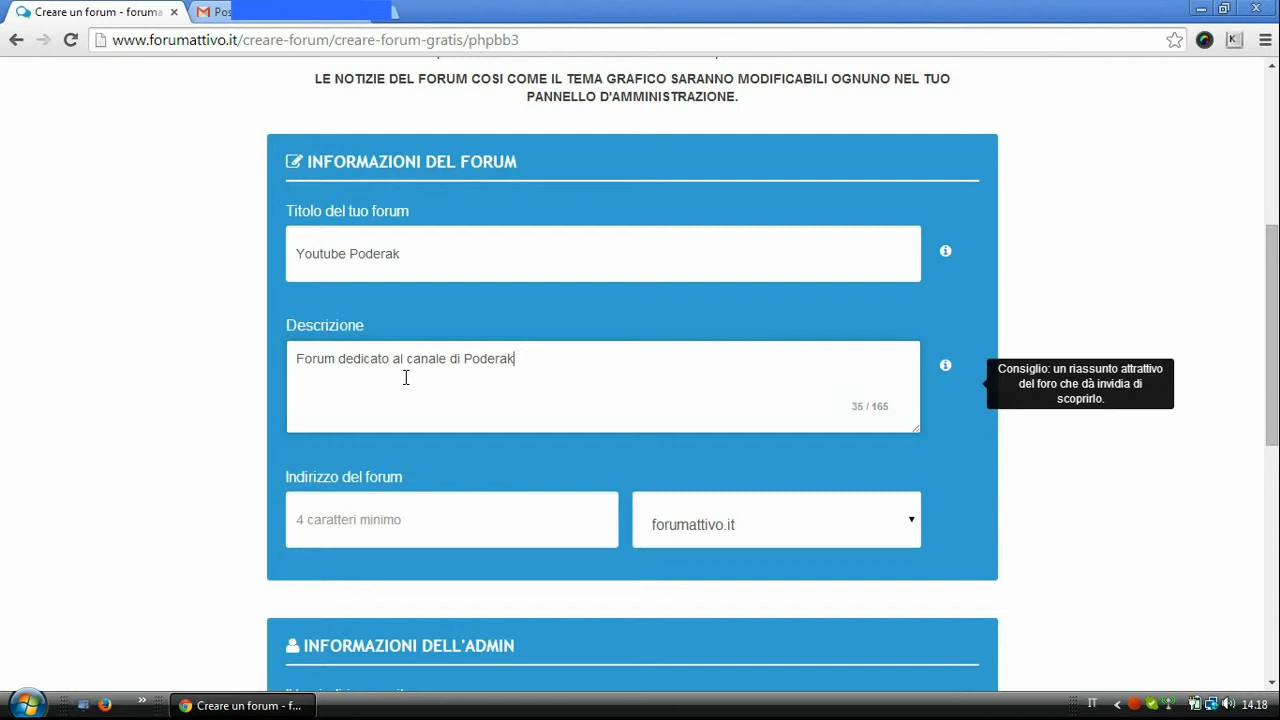 Creare un forum - foruma
Pos
www.forumattivo.it/creare-forum/creare-forum-gratis/phpbb3
LE NOTIZIE DEL FORUM COSI COME IL TEMA GRAFICO SARANNO MODIFICABILI OGNUNO NEL TUO
PANNELLO D'AMMINISTRAZIONE.
INFORMAZIONI DEL FORUM
Titolo del tuo forum
Youtube Poderak
Descrizione
Forum dedicato al canale di Poderak
35 / 165
Consiglio: un riassunto attrattivo
del foro che dà invidia di
scoprirlo.
Indirizzo del forum
4 caratteri minimo
forumattivo.it
INFORMAZIONI DELL'ADMIN
Creare un forum - f...
IT
14.18